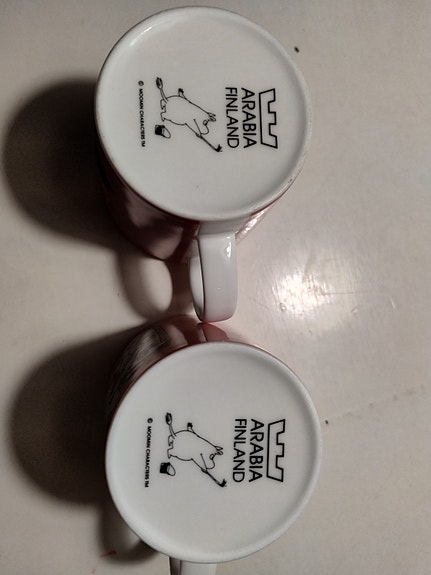 ARABIA
FINLAND
© MOOMIN CHARACTERS TM
ARABIA
FINLAND
© MOOMIN CHARACTERS TM